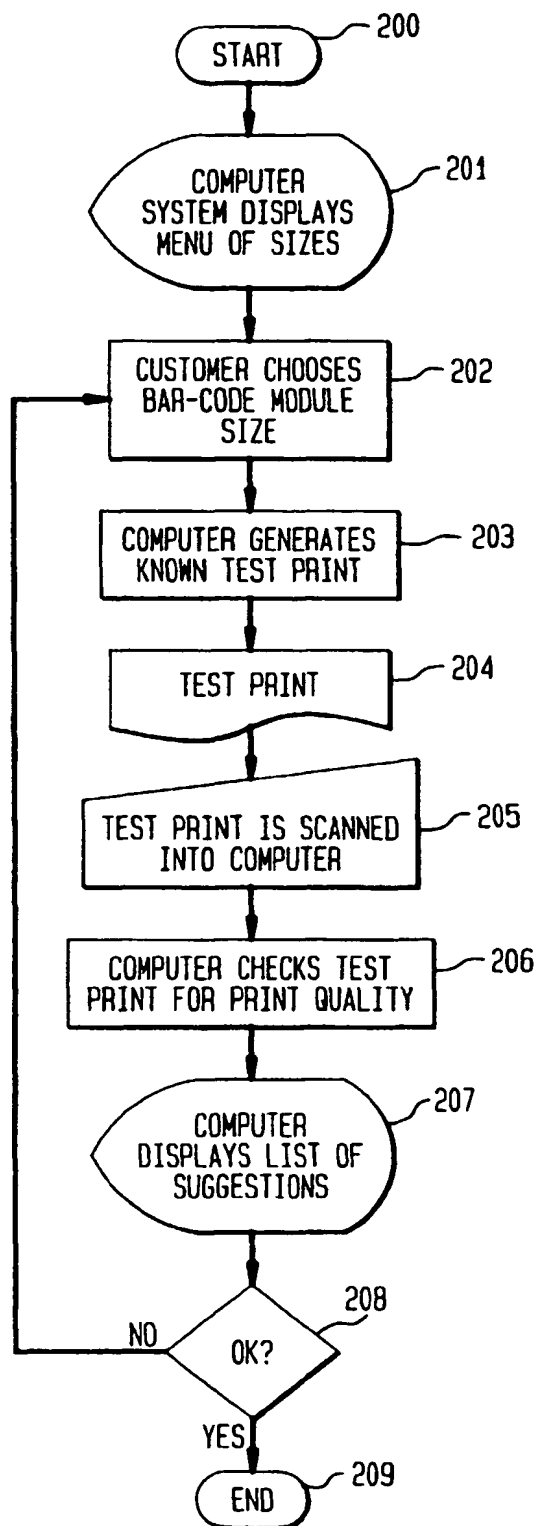 200
START
201
COMPUTER
SYSTEM DISPLAYS
MENU OF SIZES
202
CUSTOMER CHOOSES
BAR-CODE MODULE
SIZE
203
COMPUTER GENERATES
KNOWN TEST PRINT
204
TEST PRINT
205
TEST PRINT IS SCANNED
INTO COMPUTER
206
COMPUTER CHECKS TEST
PRINT FOR PRINT QUALITY
207
COMPUTER
DISPLAYS LIST OF
SUGGESTIONS
208
NO
OK?
YES
209
END